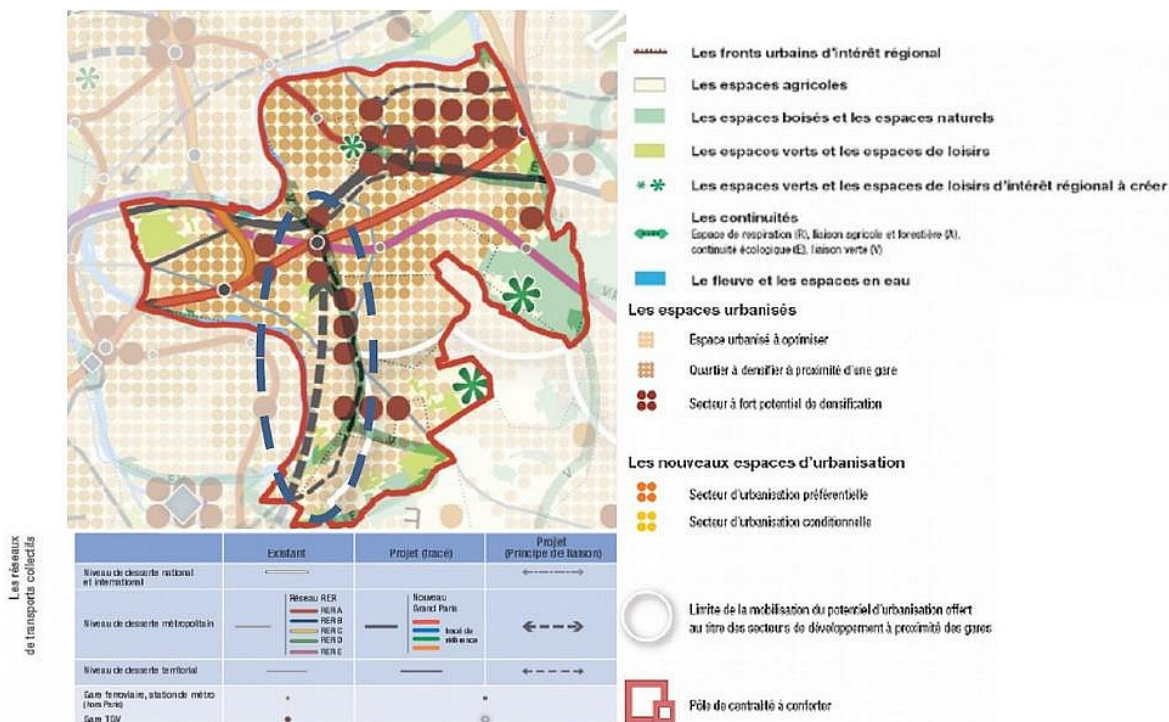 Les fronts urbains d'intérêt régional
Les espaces agricoles
Les espaces boisés et les espaces naturels
Les espaces verts et les espaces de loisirs
Les espaces verts et les espaces de loisirs d'intérêt régional à créer
Les continuités
Espace de respiration (R), liaison agricole et forestière (A),
continuité écologique (E), liaison verte (V)
Le fleuve et les espaces en eau
Les espaces urbanisés
Espace urbanisé à optimiser
Quartier à densifier à proximité d'une gare
Secteur à fort potentiel de densification
Les nouveaux espaces d'urbanisation
Secteur d'urbanisation préférentielle
Secteur d'urbanisation conditionnelle
Limite de la mobilisation du potentiel d'urbanisation offert
au titre des secteurs de développement à proximité des gares
Pôle de centralité à conforter
Les réseaux
de transports collectifs
Existant
Projet (tracé)
Projet
(Principe de liaison)
Niveau de desserte national
et international
Niveau de desserte métropolitain
Réseau RER
RER A
RER B
RER C
RER D
RER E
Nouveau
Grand Paris
tracé de
référence
Niveau de desserte territorial
Gare ferroviaire, station de métro
(hors Paris)
Gare TGV